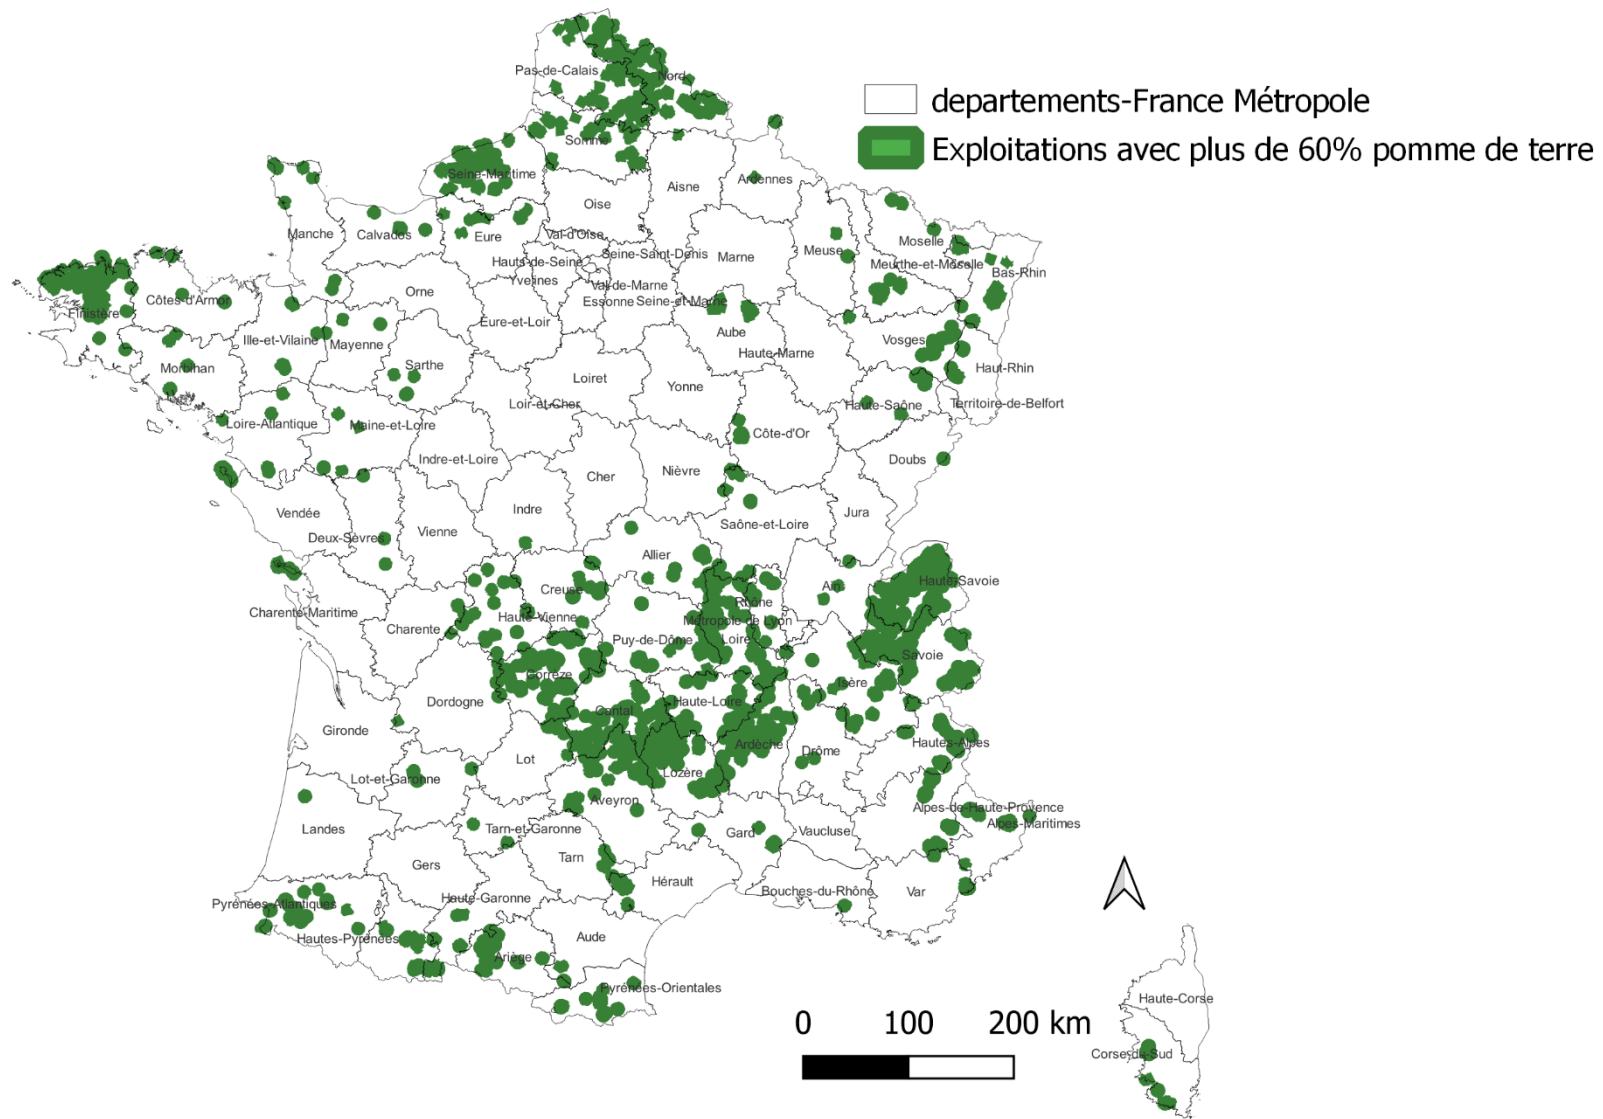 Pas-de-Calais
Nord
departements-France Métropole
Exploitations avec plus de 60% pomme de terre
Somme
Seine-Maritime
Aisne
Ardennes
Oise
Manche
Calvados
Eure
Val-d'Oise
Moselle
Meuse
Hauts-de-Seine
Seine-Saint-Denis
Marne
Meurthe-et-Moselle
Bas-Rhin
Yvelines
Val-de-Marne
Orne
Essonne
Seine-et-Marne
Côtes-d'Armor
Finistère
Eure-et-Loir
Aube
Ille-et-Vilaine
Mayenne
Vosges
Haute-Marne
Morbihan
Sarthe
Haut-Rhin
Loiret
Yonne
Loir-et-Cher
Haute-Saône
Territoire-de-Belfort
Loire-Atlantique
Maine-et-Loire
Côte-d'Or
Indre-et-Loire
Doubs
Nièvre
Cher
Vendée
Indre
Jura
Saône-et-Loire
Vienne
Deux-Sèvres
Allier
Haute-Savoie
Ain
Creuse
Rhône
Charente-Maritime
Haute-Vienne
Métropole de Lyon
Charente
Puy-de-Dôme
Loire
Savoie
Corrèze
Isère
Dordogne
Haute-Loire
Cantal
Gironde
Ardèche
Hautes-Alpes
Drôme
Lot
Lozère
Lot-et-Garonne
Aveyron
Alpes-de-Haute-Provence
Landes
Tarn-et-Garonne
Gard
Vaucluse
Alpes-Maritimes
Gers
Tarn
Hérault
Bouches-du-Rhône
Var
Haute-Garonne
Pyrénées-Atlantiques
Hautes-Pyrénées
Aude
Ariège
Pyrénées-Orientales
Haute-Corse
0 100 200 km
Corse-du-Sud